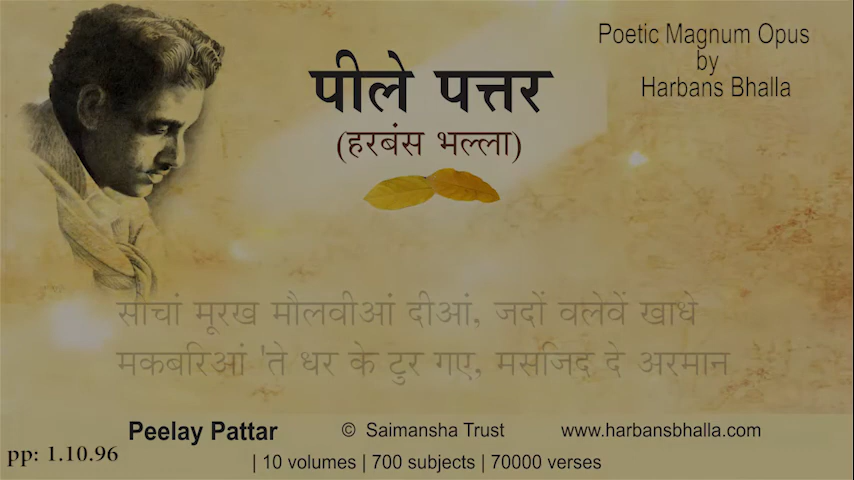 Poetic Magnum Opus
by
Harbans Bhalla
पीले पत्तर
(हरबंस भल्ला)
साचां मूरख मौलवीआं दीआं, जदों वलेवें खाधे
मकबरिआं 'ते धर के टुर गए, मसजिद दे अरमान
Peelay Pattar © Saimansha Trust www.harbansbhalla.com
pp: 1.10.96
| 10 volumes | 700 subjects | 70000 verses